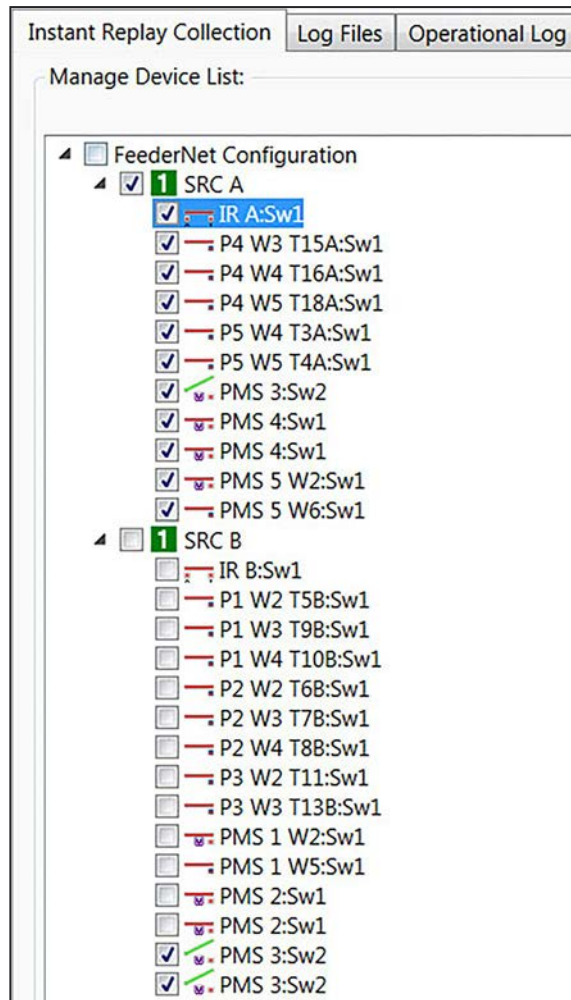 Instant Replay Collection Log Files Operational Log
Manage Device List:
FeederNet Configuration
1 SRC A
IR A:Sw1
P4 W3 T15A:Sw1
P4 W4 T16A:Sw1
P4 W5 T18A:Sw1
P5 W4 T3A:Sw1
P5 W5 T4A:Sw1
PMS 3:Sw2
PMS 4:Sw1
PMS 4:Sw1
PMS 5 W2:Sw1
PMS 5 W6:Sw1
1 SRC B
IR B:Sw1
P1 W2 T5B:Sw1
P1 W3 T9B:Sw1
P1 W4 T10B:Sw1
P2 W2 T6B:Sw1
P2 W3 T7B:Sw1
P2 W4 T8B:Sw1
P3 W2 T11:Sw1
P3 W3 T13B:Sw1
PMS 1 W2:Sw1
PMS 1 W5:Sw1
PMS 2:Sw1
PMS 2:Sw1
PMS 3:Sw2
PMS 3:Sw2